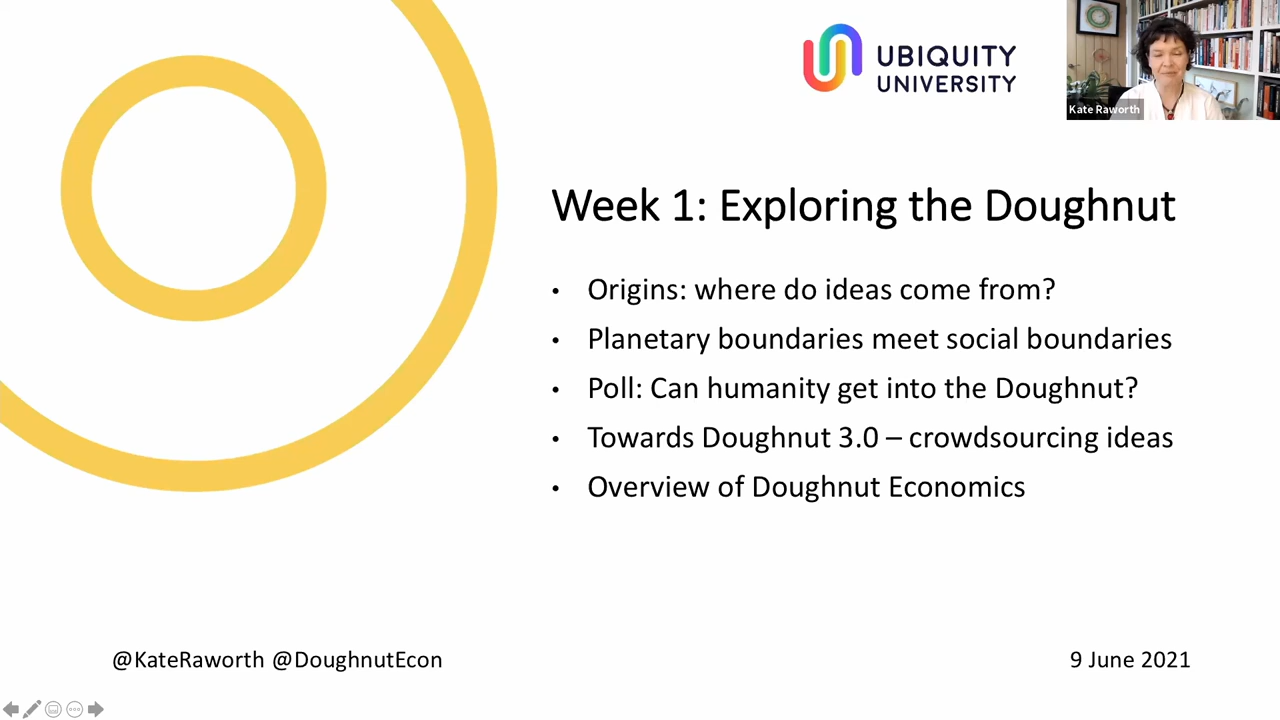 UBIQUITY
UNIVERSITY
Kate Raworth
Week 1: Exploring the Doughnut
• Origins: where do ideas come from?
• Planetary boundaries meet social boundaries
• Poll: Can humanity get into the Doughnut?
• Towards Doughnut 3.0 – crowdsourcing ideas
• Overview of Doughnut Economics
@KateRaworth @DoughnutEcon
9 June 2021